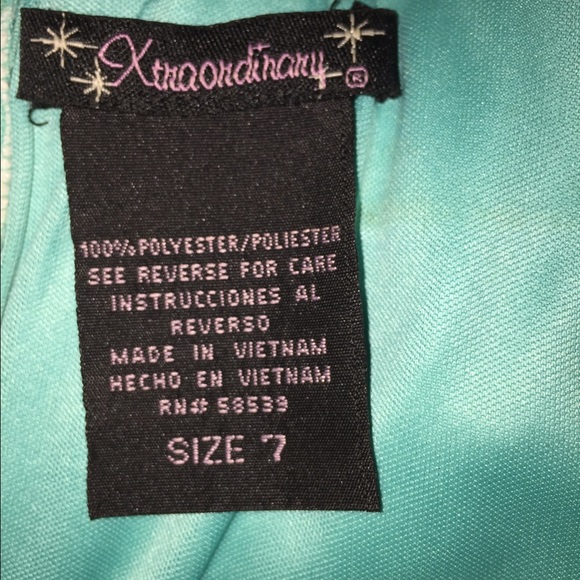 Xtraordinary ®
100% POLYESTER/POLIESTER
SEE REVERSE FOR CARE
INSTRUCCIONES AL
REVERSO
MADE IN VIETNAM
HECHO EN VIETNAM
RN# 58539
SIZE 7